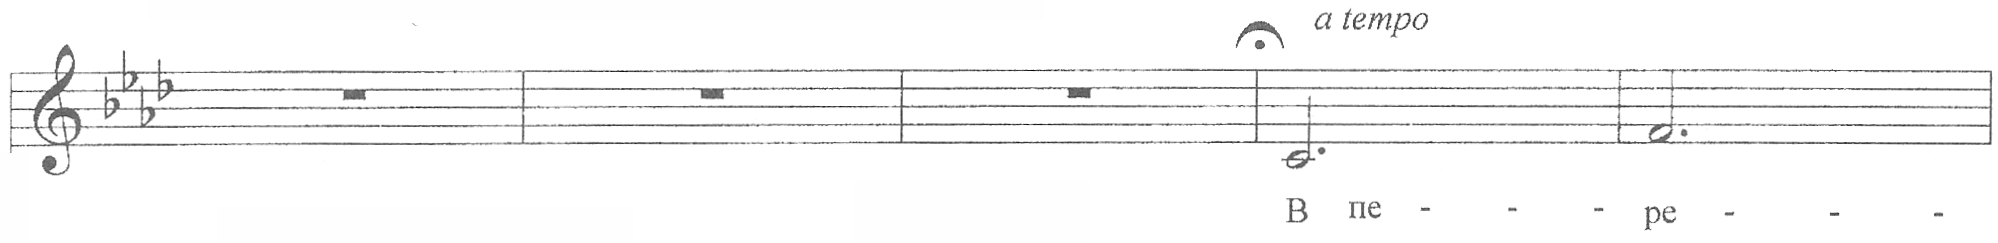 a tempo
В пе - - - ре - - -